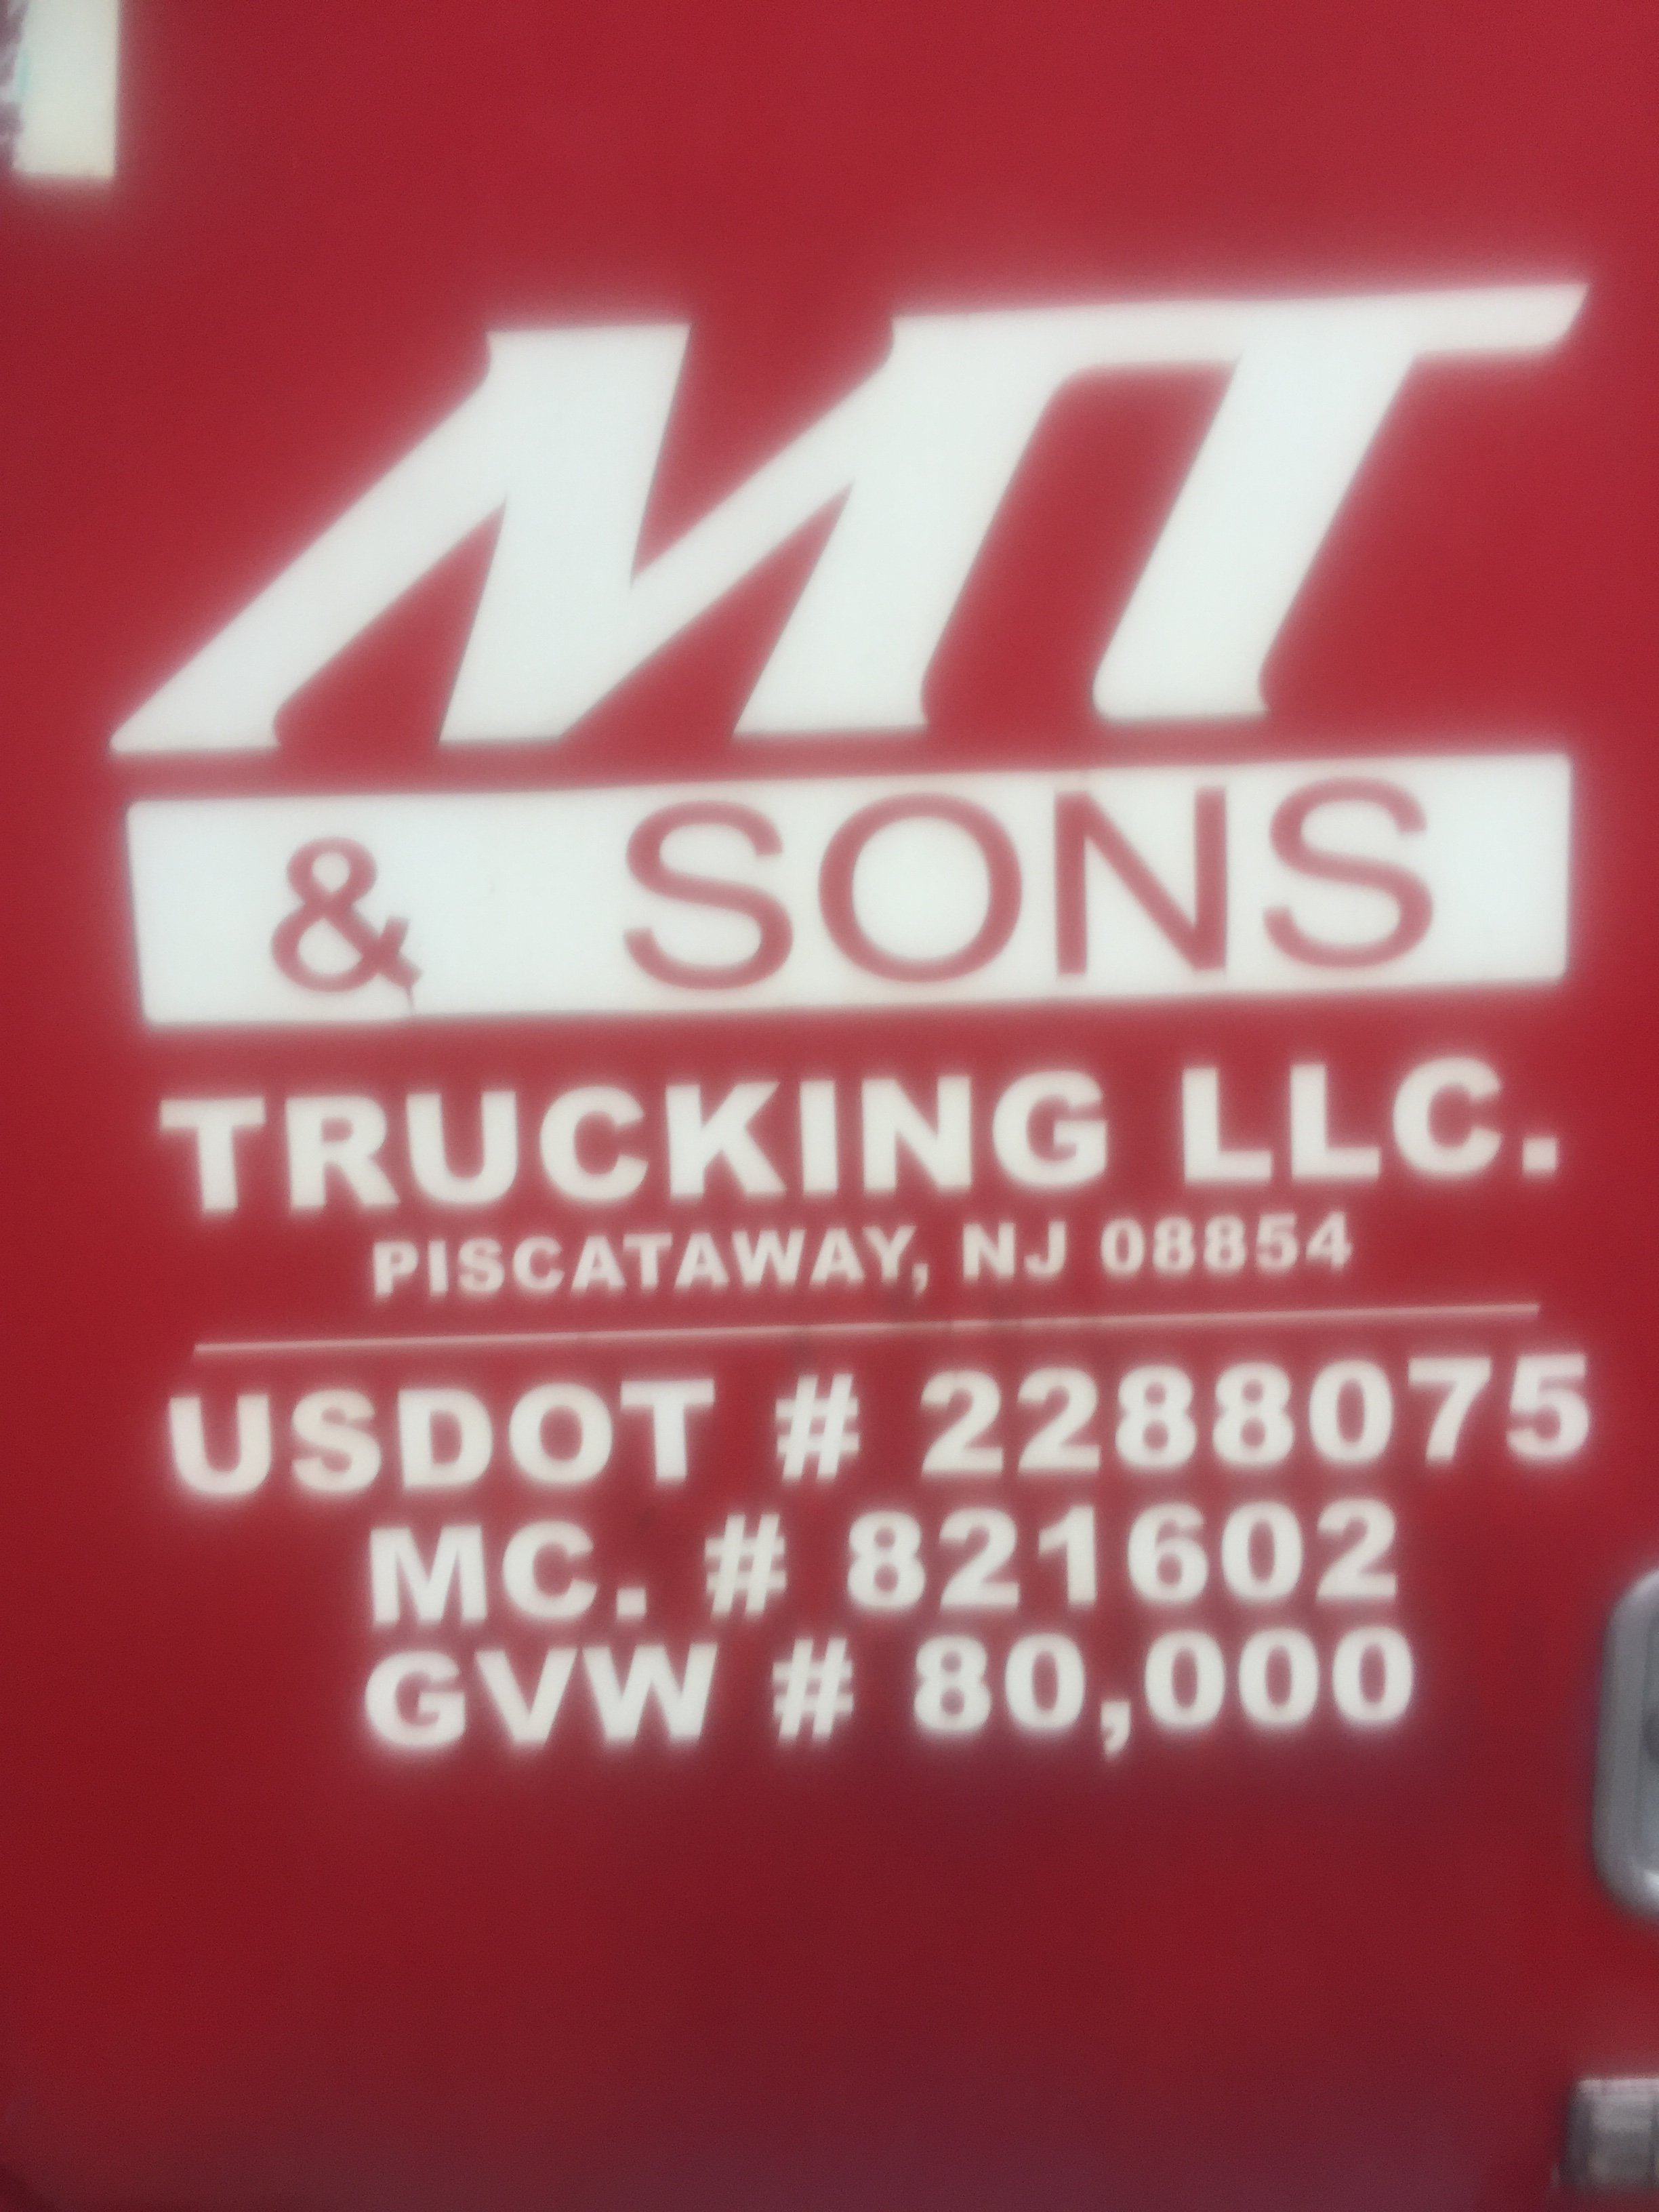 MT
& SONS
TRUCKING LLC.
PISCATAWAY, NJ 08854
USDOT # 2288075
MC. # 821602
GVW # 80,000